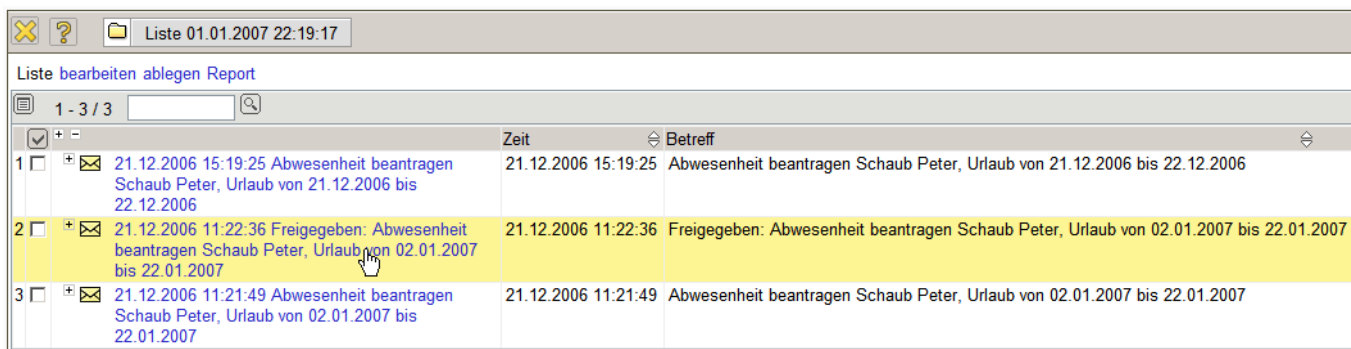 Liste 01.01.2007 22:19:17
Liste bearbeiten ablegen Report
1 - 3 / 3
Zeit Betreff
1 21.12.2006 15:19:25 Abwesenheit beantragen 21.12.2006 15:19:25 Abwesenheit beantragen Schaub Peter, Urlaub von 21.12.2006 bis 22.12.2006
Schaub Peter, Urlaub von 21.12.2006 bis
22.12.2006
2 21.12.2006 11:22:36 Freigegeben: Abwesenheit 21.12.2006 11:22:36 Freigegeben: Abwesenheit beantragen Schaub Peter, Urlaub von 02.01.2007 bis 22.01.2007
beantragen Schaub Peter, Urlaub von 02.01.2007
bis 22.01.2007
3 21.12.2006 11:21:49 Abwesenheit beantragen 21.12.2006 11:21:49 Abwesenheit beantragen Schaub Peter, Urlaub von 02.01.2007 bis 22.01.2007
Schaub Peter, Urlaub von 02.01.2007 bis
22.01.2007